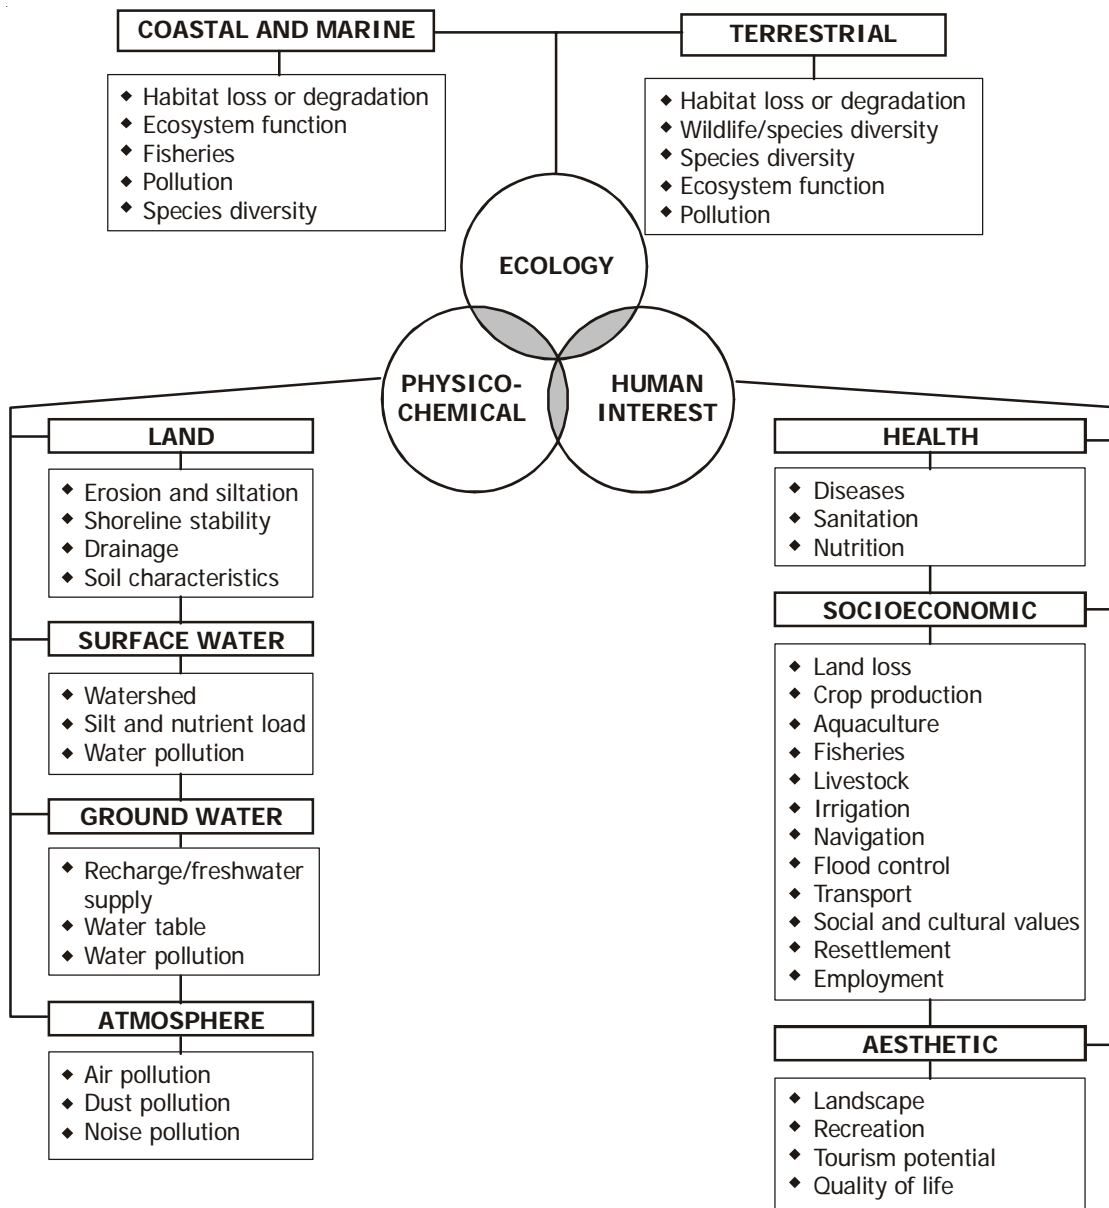 COASTAL AND MARINE
◆ Habitat loss or degradation
◆ Ecosystem function
◆ Fisheries
◆ Pollution
◆ Species diversity
TERRESTRIAL
◆ Habitat loss or degradation
◆ Wildlife/species diversity
◆ Species diversity
◆ Ecosystem function
◆ Pollution
ECOLOGY
PHYSICO-
CHEMICAL
HUMAN
INTEREST
LAND
◆ Erosion and siltation
◆ Shoreline stability
◆ Drainage
◆ Soil characteristics
SURFACE WATER
◆ Watershed
◆ Silt and nutrient load
◆ Water pollution
GROUND WATER
◆ Recharge/freshwater
supply
◆ Water table
◆ Water pollution
ATMOSPHERE
◆ Air pollution
◆ Dust pollution
◆ Noise pollution
HEALTH
◆ Diseases
◆ Sanitation
◆ Nutrition
SOCIOECONOMIC
◆ Land loss
◆ Crop production
◆ Aquaculture
◆ Fisheries
◆ Livestock
◆ Irrigation
◆ Navigation
◆ Flood control
◆ Transport
◆ Social and cultural values
◆ Resettlement
◆ Employment
AESTHETIC
◆ Landscape
◆ Recreation
◆ Tourism potential
◆ Quality of life